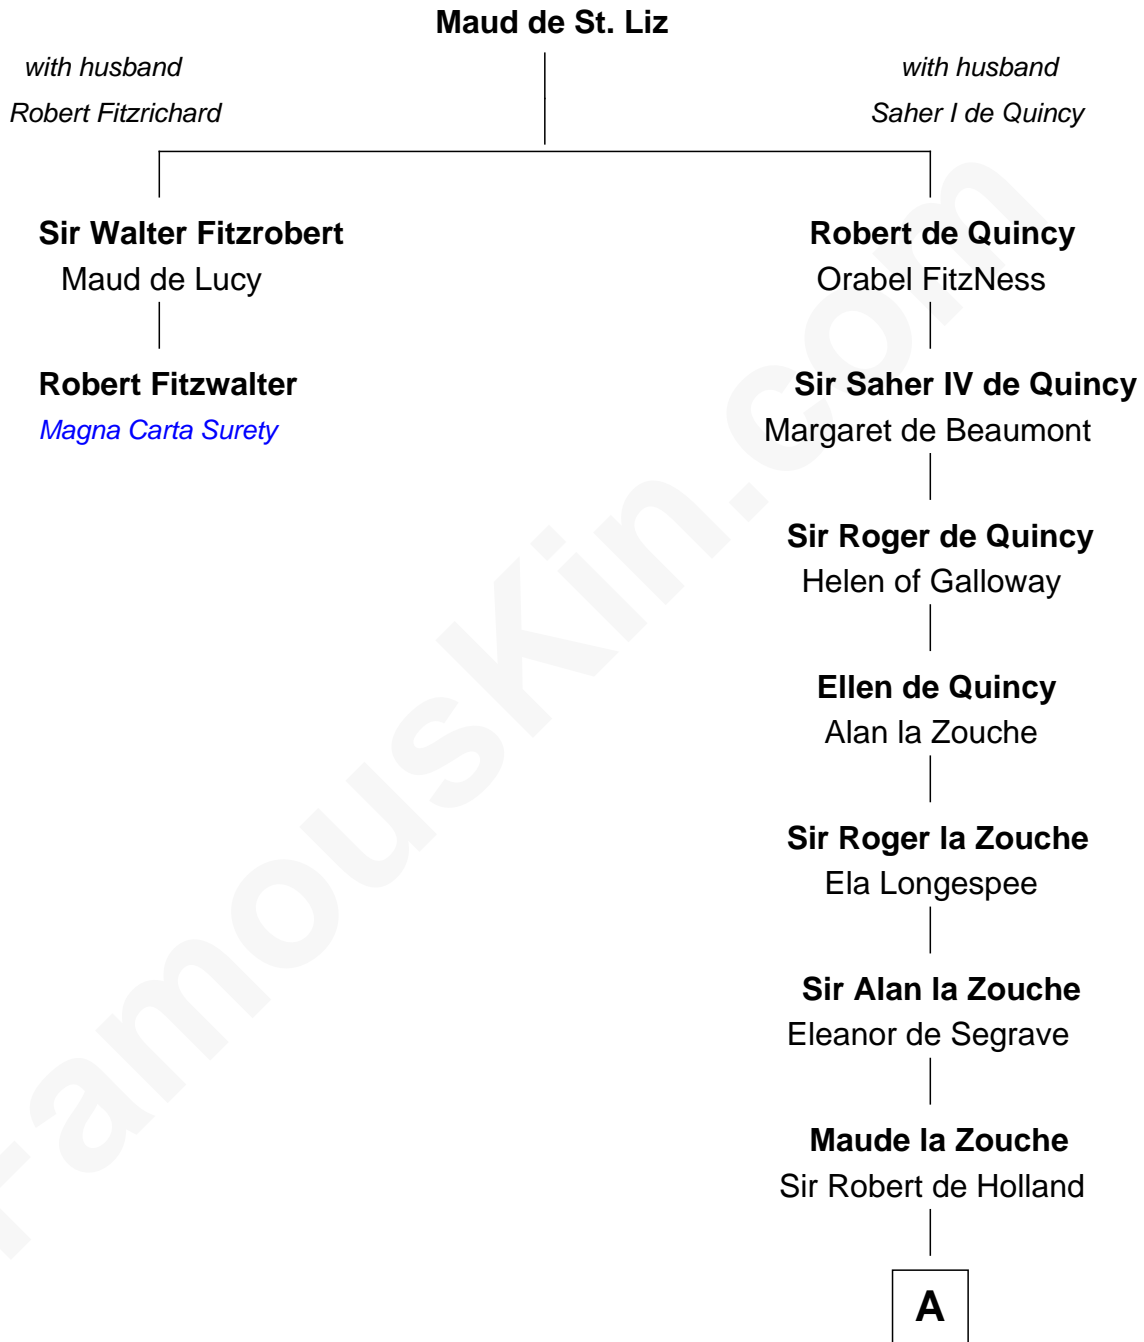 Maud de St. Liz
with husband
Robert Fitzrichard
with husband
Saher I de Quincy
Sir Walter Fitzrobert
Maud de Lucy
Robert Fitzwalter
Magna Carta Surety
Robert de Quincy
Orabel FitzNess
Sir Saher IV de Quincy
Margaret de Beaumont
Sir Roger de Quincy
Helen of Galloway
Ellen de Quincy
Alan la Zouche
Sir Roger la Zouche
Ela Longespee
Sir Alan la Zouche
Eleanor de Segrave
Maude la Zouche
Sir Robert de Holland
A
FamousKin.com